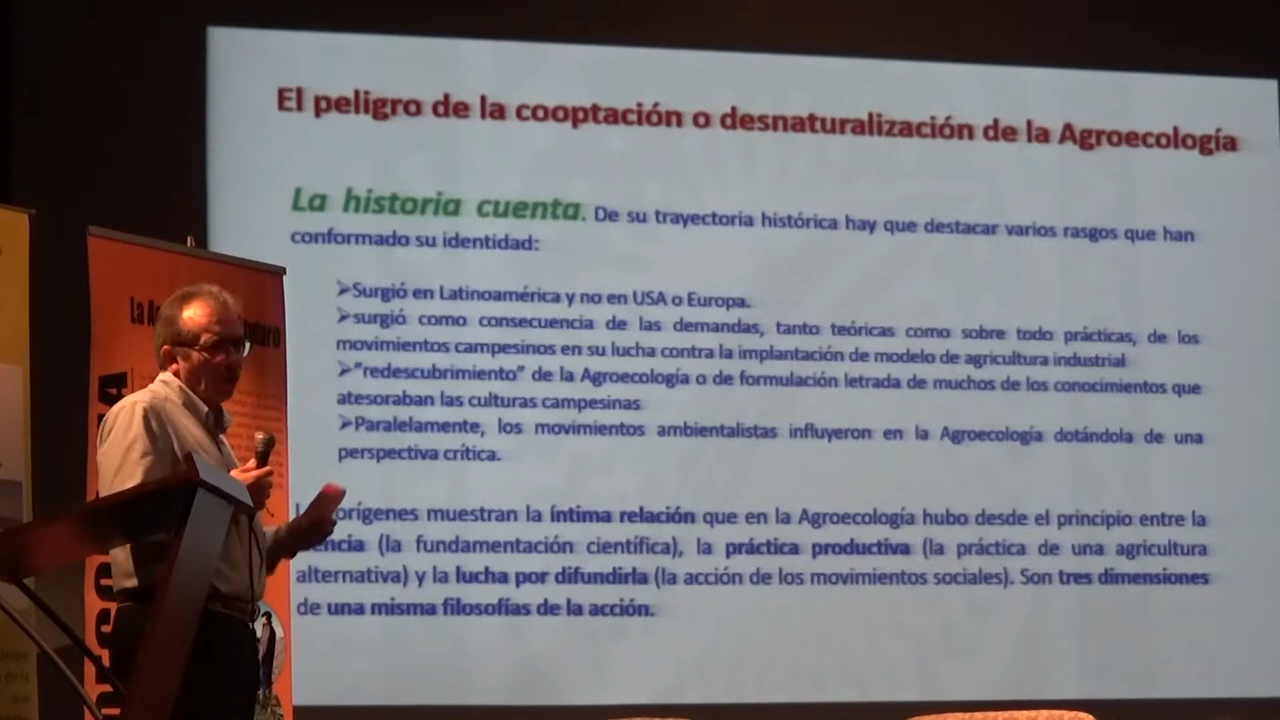 El peligro de la cooptación o desnaturalización de la Agroecología
La historia cuenta. De su trayectoria histórica hay que destacar varios rasgos que han
conformado su identidad:
➢Surgió en Latinoamérica y no en USA o Europa.
➢surgió como consecuencia de las demandas, tanto teóricas como sobre todo prácticas, de los
movimientos campesinos en su lucha contra la implantación de modelo de agricultura industrial
➢"redescubrimiento" de la Agroecología o de formulación letrada de muchos de los conocimientos que
atesoraban las culturas campesinas
➢Paralelamente, los movimientos ambientalistas influyeron en la Agroecología dotándola de una
perspectiva crítica.
orígenes muestran la íntima relación que en la Agroecología hubo desde el principio entre la
(la fundamentación científica), la práctica productiva (la práctica de una agricultura
alternativa) y la lucha por difundirla (la acción de los movimientos sociales). Son tres dimensiones
de una misma filosofías de la acción.
La